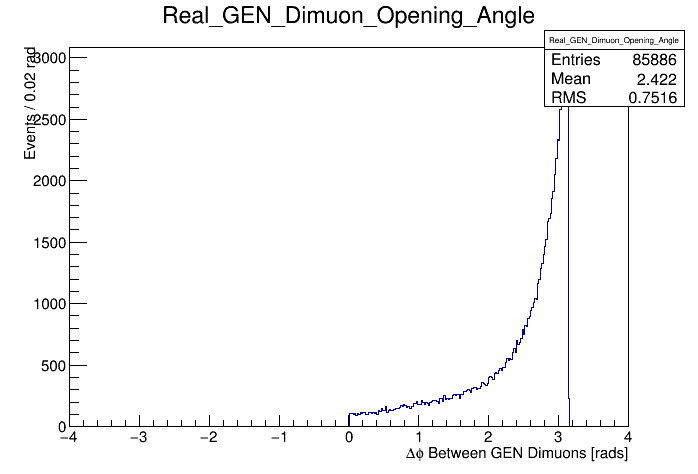 Real_GEN_Dimuon_Opening_Angle
Real_GEN_Dimuon_Opening_Angle
Entries 85886
Mean 2.422
RMS 0.7516
Events / 0.02 rad
3000
2500
2000
1500
1000
500
0
−4 −3 −2 −1 0 1 2 3 4
Δϕ Between GEN Dimuons [rads]